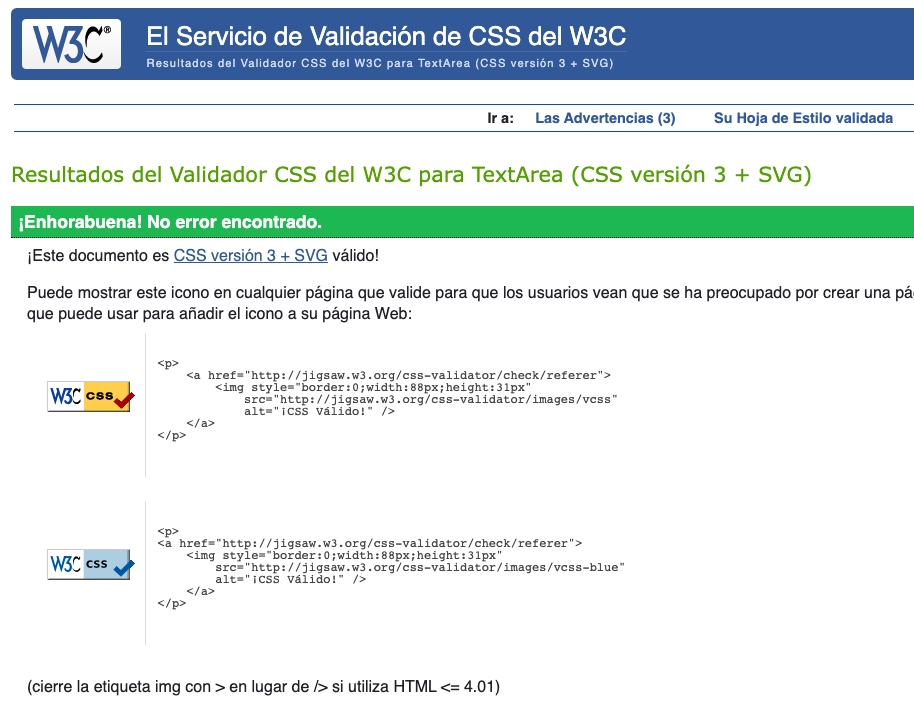 W3C®
El Servicio de Validación de CSS del W3C
Resultados del Validador CSS del W3C para TextArea (CSS versión 3 + SVG)
Ir a: Las Advertencias (3) Su Hoja de Estilo validada
Resultados del Validador CSS del W3C para TextArea (CSS versión 3 + SVG)
¡Enhorabuena! No error encontrado.
¡Este documento es CSS versión 3 + SVG válido!
Puede mostrar este icono en cualquier página que valide para que los usuarios vean que se ha preocupado por crear una
que puede usar para añadir el icono a su página Web:
W3C css
<p>
<a href="http://jigsaw.w3.org/css-validator/check/referer">
<img style="border:0;width:88px;height:31px"
src="http://jigsaw.w3.org/css-validator/images/vcss"
alt="¡CSS Válido!" />
</a>
</p>
W3C css
<p>
<a href="http://jigsaw.w3.org/css-validator/check/referer">
<img style="border:0;width:88px;height:31px"
src="http://jigsaw.w3.org/css-validator/images/vcss-blue"
alt="¡CSS Válido!" />
</a>
</p>
(cierre la etiqueta img con > en lugar de /> si utiliza HTML <= 4.01)